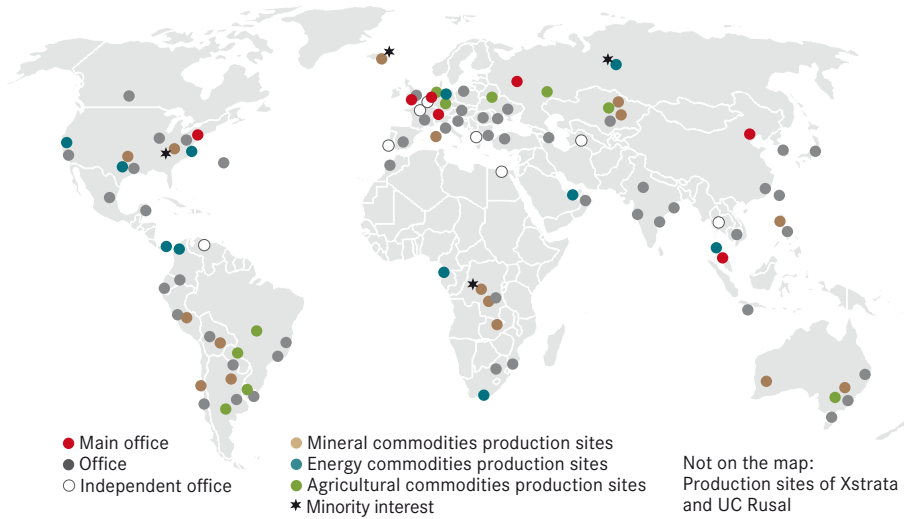 Main office
Office
Independent office
Mineral commodities production sites
Energy commodities production sites
Agricultural commodities production sites
Minority interest
Not on the map:
Production sites of Xstrata
and UC Rusal